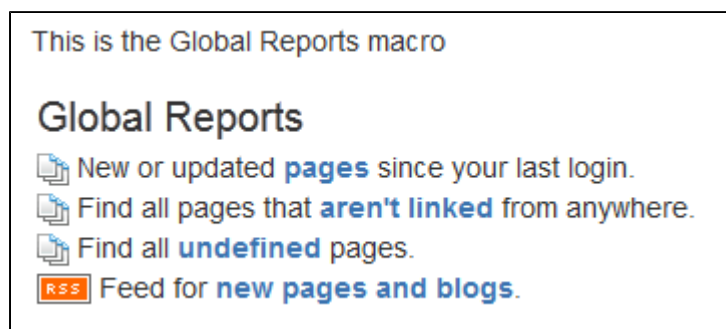 This is the Global Reports macro
Global Reports
New or updated pages since your last login.
Find all pages that aren't linked from anywhere.
Find all undefined pages.
RSS Feed for new pages and blogs.